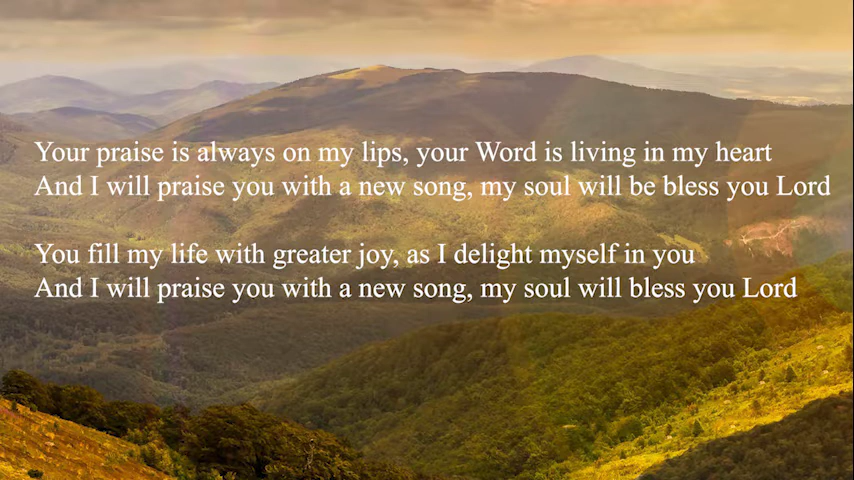 Your praise is always on my lips, your Word is living in my heart
And I will praise you with a new song, my soul will be bless you Lord
You fill my life with greater joy, as I delight myself in you
And I will praise you with a new song, my soul will bless you Lord